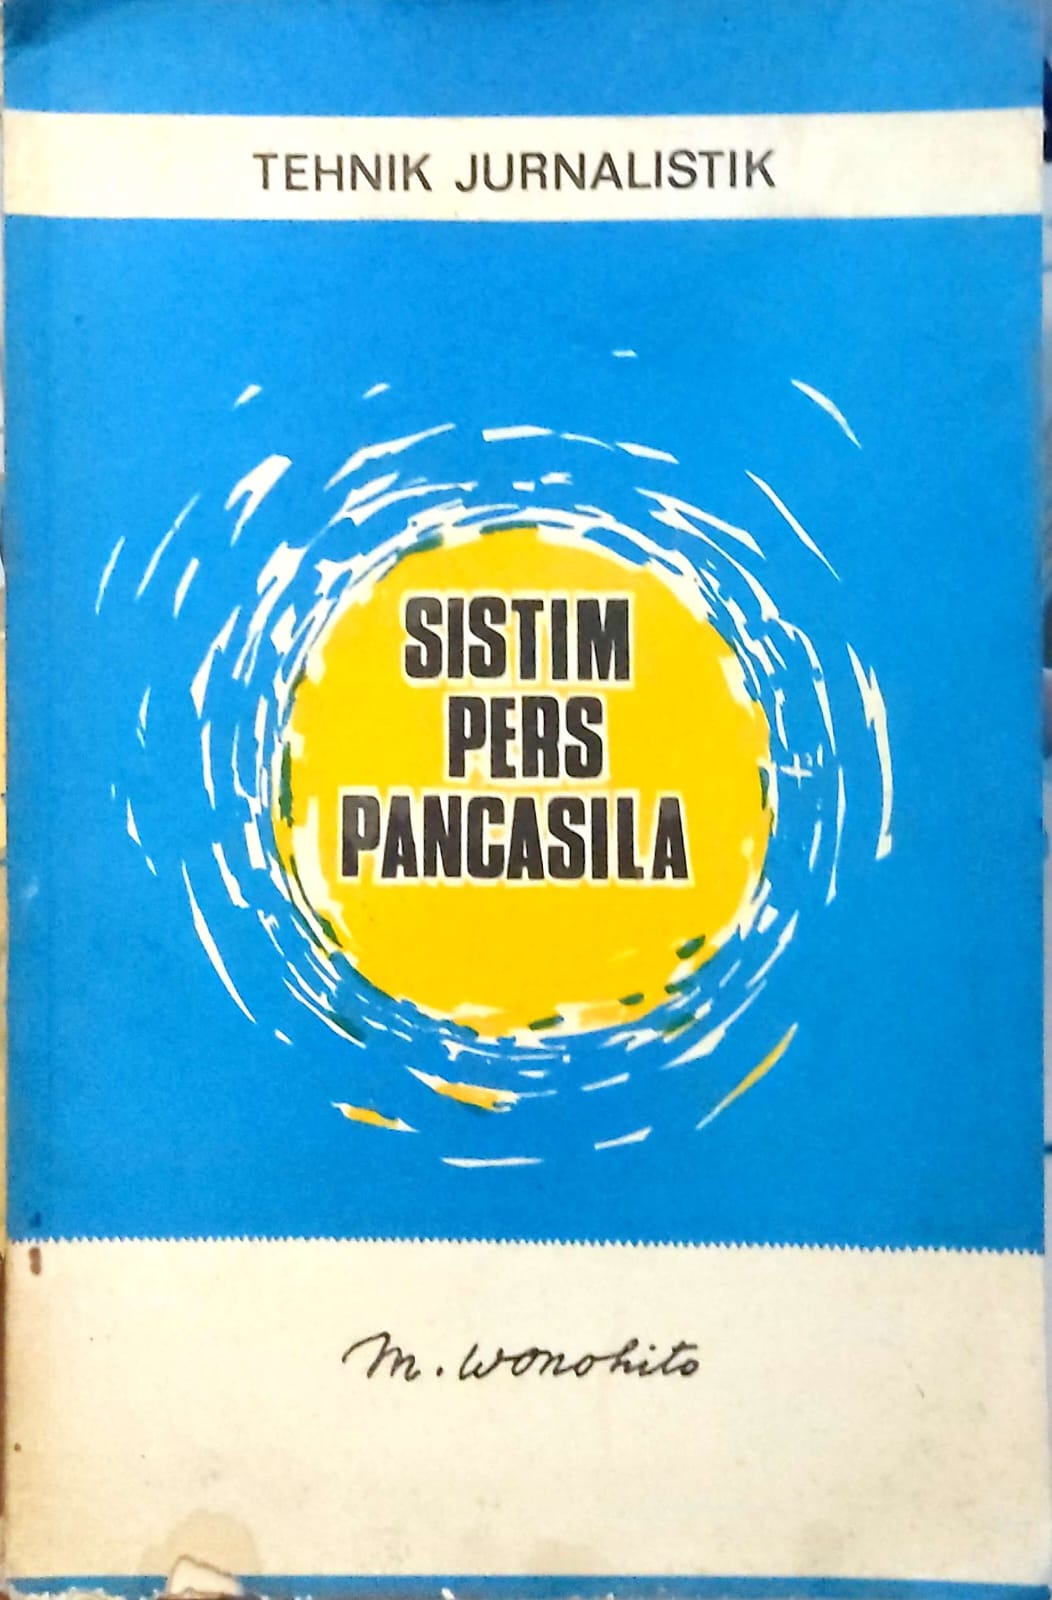 TEHNIK JURNALISTIK
SISTIM
PERS
PANCASILA
M. Wonohito